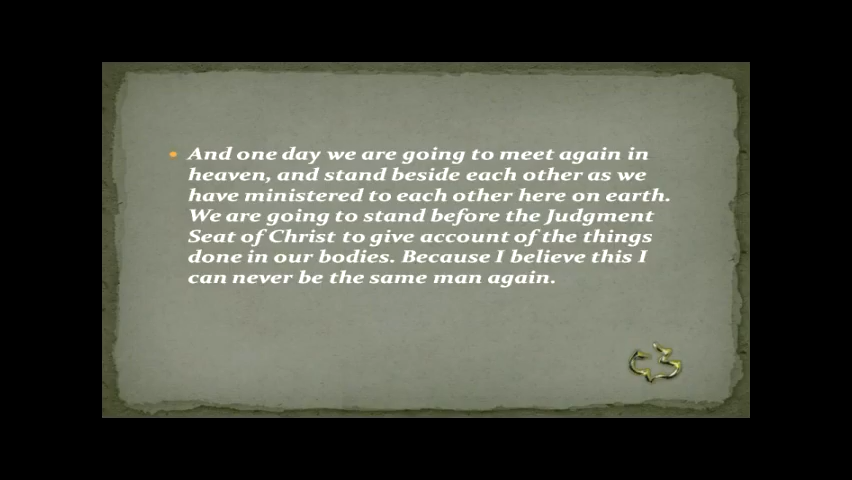 And one day we are going to meet again in
heaven, and stand beside each other as we
have ministered to each other here on earth.
We are going to stand before the Judgment
Seat of Christ to give account of the things
done in our bodies. Because I believe this I
can never be the same man again.